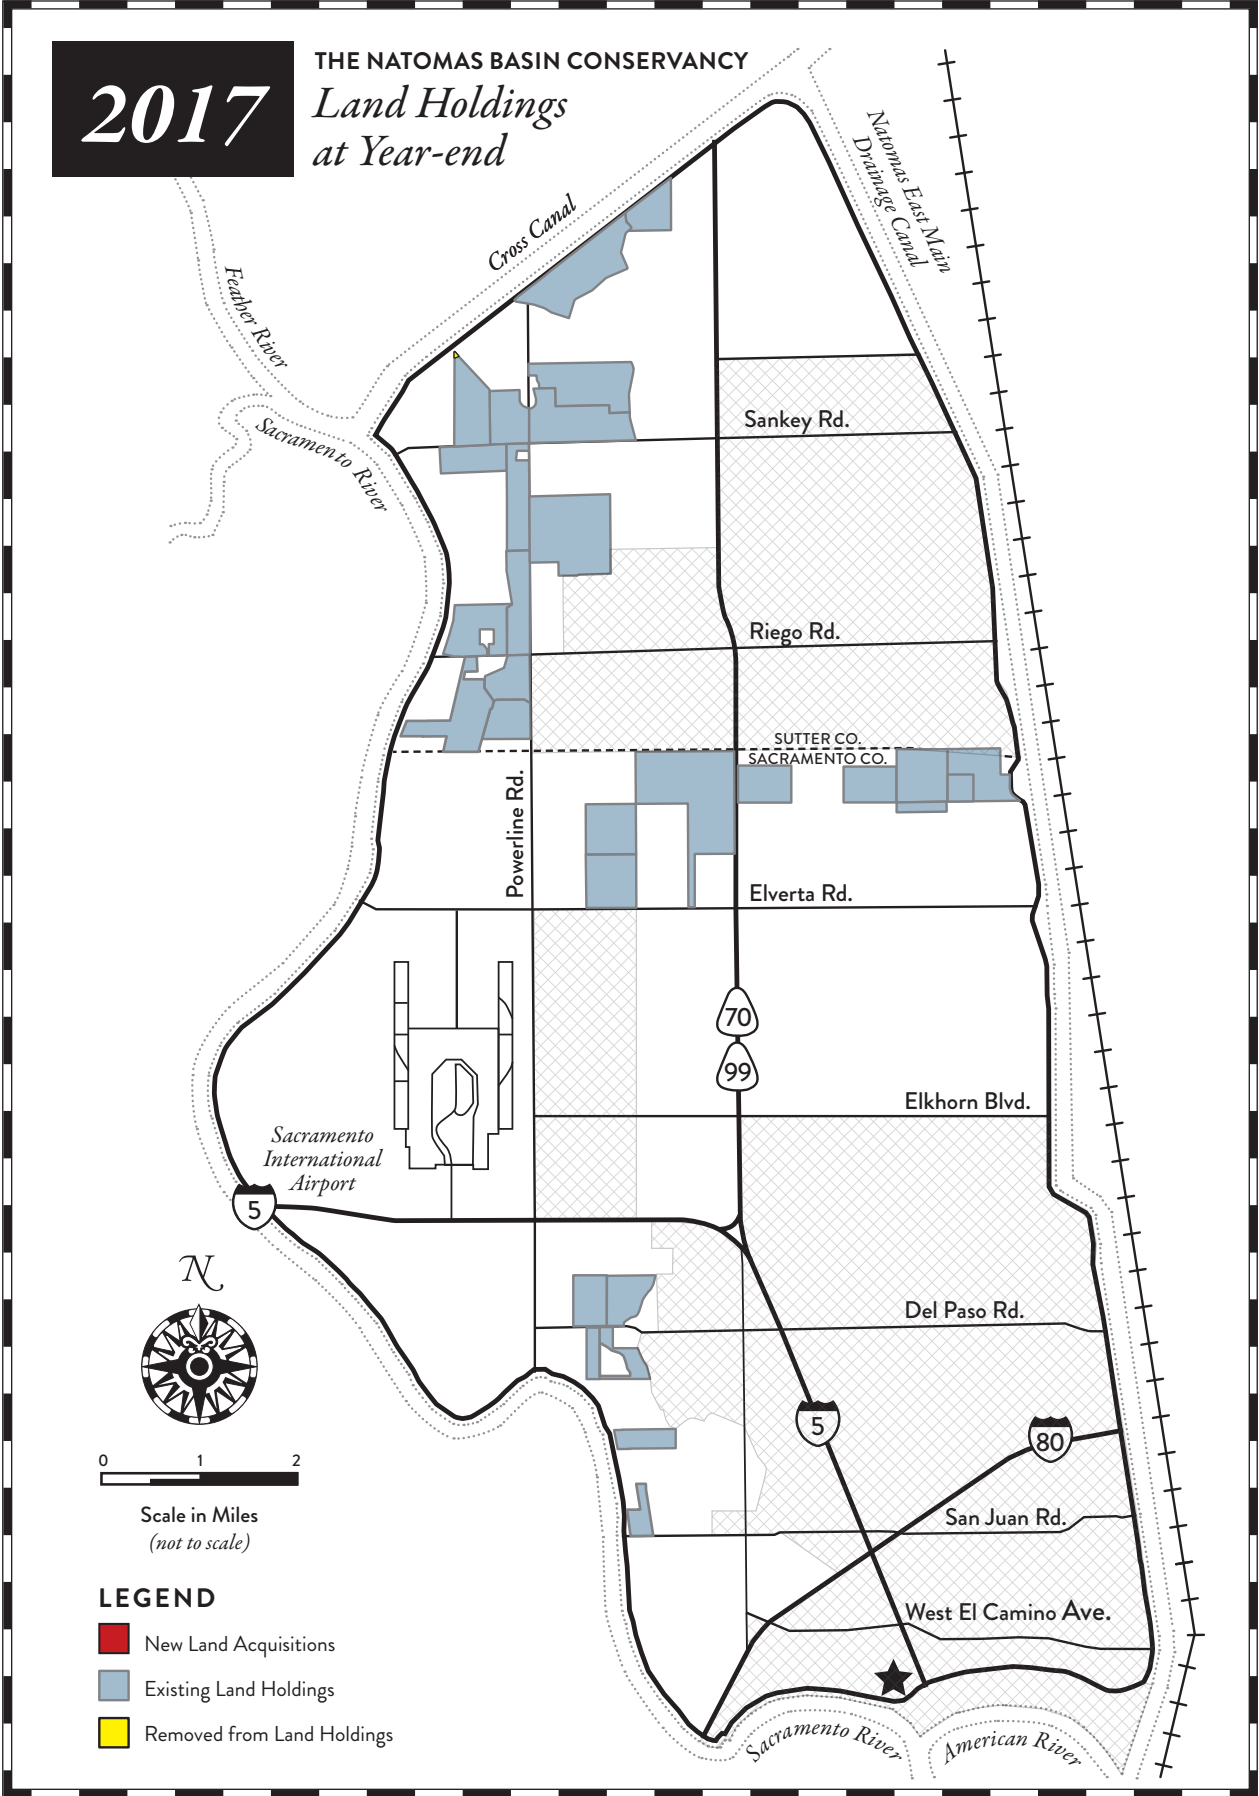 2017
THE NATOMAS BASIN CONSERVANCY
Land Holdings
at Year-end
Natomas East Main
Drainage Canal
Cross Canal
Feather River
Sacramento River
Sankey Rd.
Riego Rd.
SUTTER CO.
SACRAMENTO CO.
Powerline Rd.
Elverta Rd.
70
99
Elkhorn Blvd.
Sacramento
International
Airport
5
N
Del Paso Rd.
5
80
0 1 2
Scale in Miles
(not to scale)
San Juan Rd.
LEGEND
New Land Acquisitions
Existing Land Holdings
Removed from Land Holdings
West El Camino Ave.
Sacramento River
American River